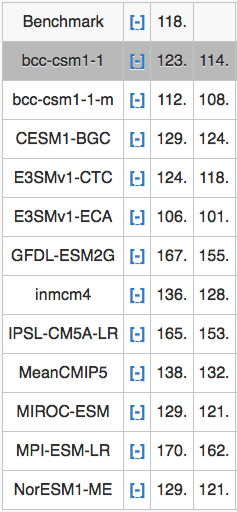 Benchmark [-] 118.
bcc-csm1-1 [-] 123. 114.
bcc-csm1-1-m [-] 112. 108.
CESM1-BGC [-] 129. 124.
E3SMv1-CTC [-] 124. 118.
E3SMv1-ECA [-] 106. 101.
GFDL-ESM2G [-] 167. 155.
inmcm4 [-] 136. 128.
IPSL-CM5A-LR [-] 165. 153.
MeanCMIP5 [-] 138. 132.
MIROC-ESM [-] 129. 121.
MPI-ESM-LR [-] 170. 162.
NorESM1-ME [-] 129. 121.